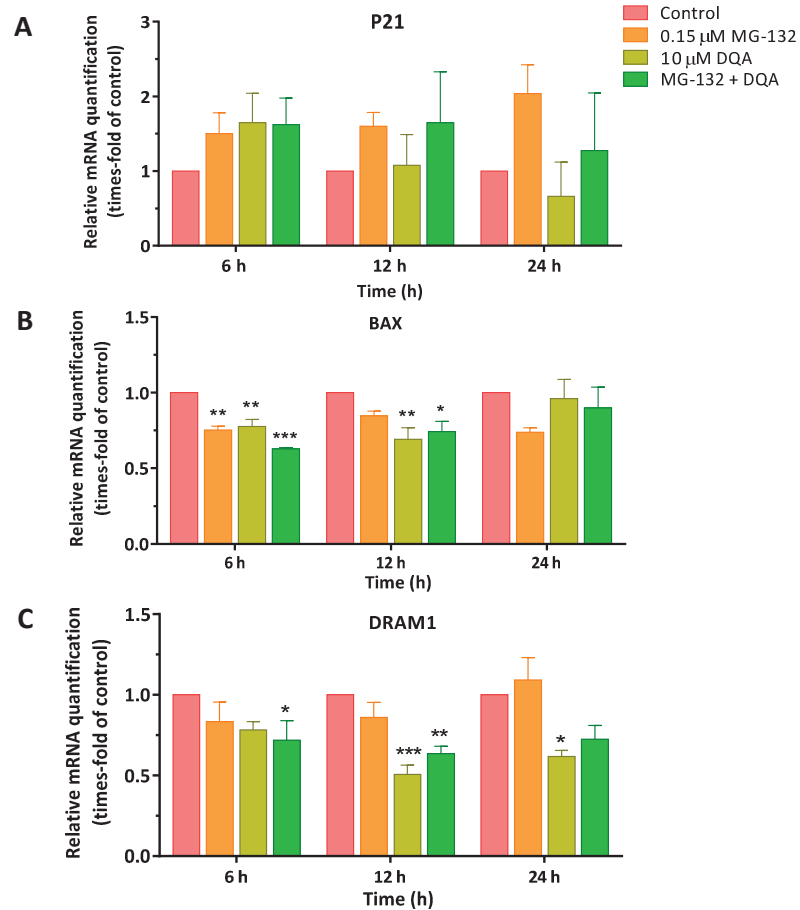 A
P21
Control
0.15 μM MG-132
10 μM DQA
MG-132 + DQA
Relative mRNA quantification
(times-fold of control)
3
2
1
0
6 h
12 h
24 h
Time (h)
B
BAX
Relative mRNA quantification
(times-fold of control)
1.5
1.0
0.5
0.0
**
**
***
**
*
6 h
12 h
24 h
Time (h)
C
DRAM1
Relative mRNA quantification
(times-fold of control)
1.5
1.0
0.5
0.0
*
***
**
*
6 h
12 h
24 h
Time (h)